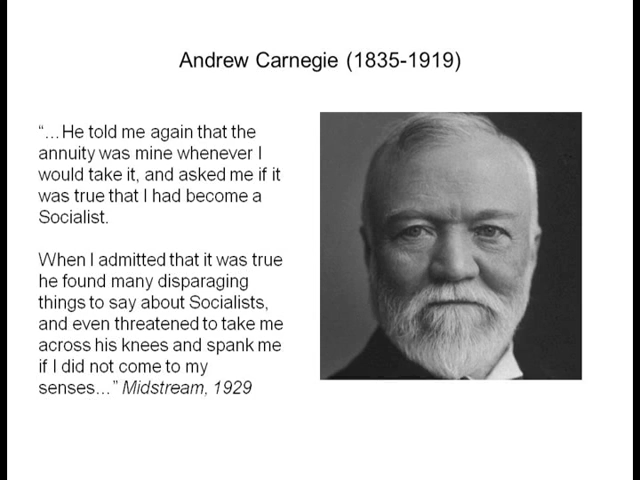 Andrew Carnegie (1835-1919)
“…He told me again that the
annuity was mine whenever I
would take it, and asked me if it
was true that I had become a
Socialist.
When I admitted that it was true
he found many disparaging
things to say about Socialists,
and even threatened to take me
across his knees and spank me
if I did not come to my
senses…” Midstream, 1929